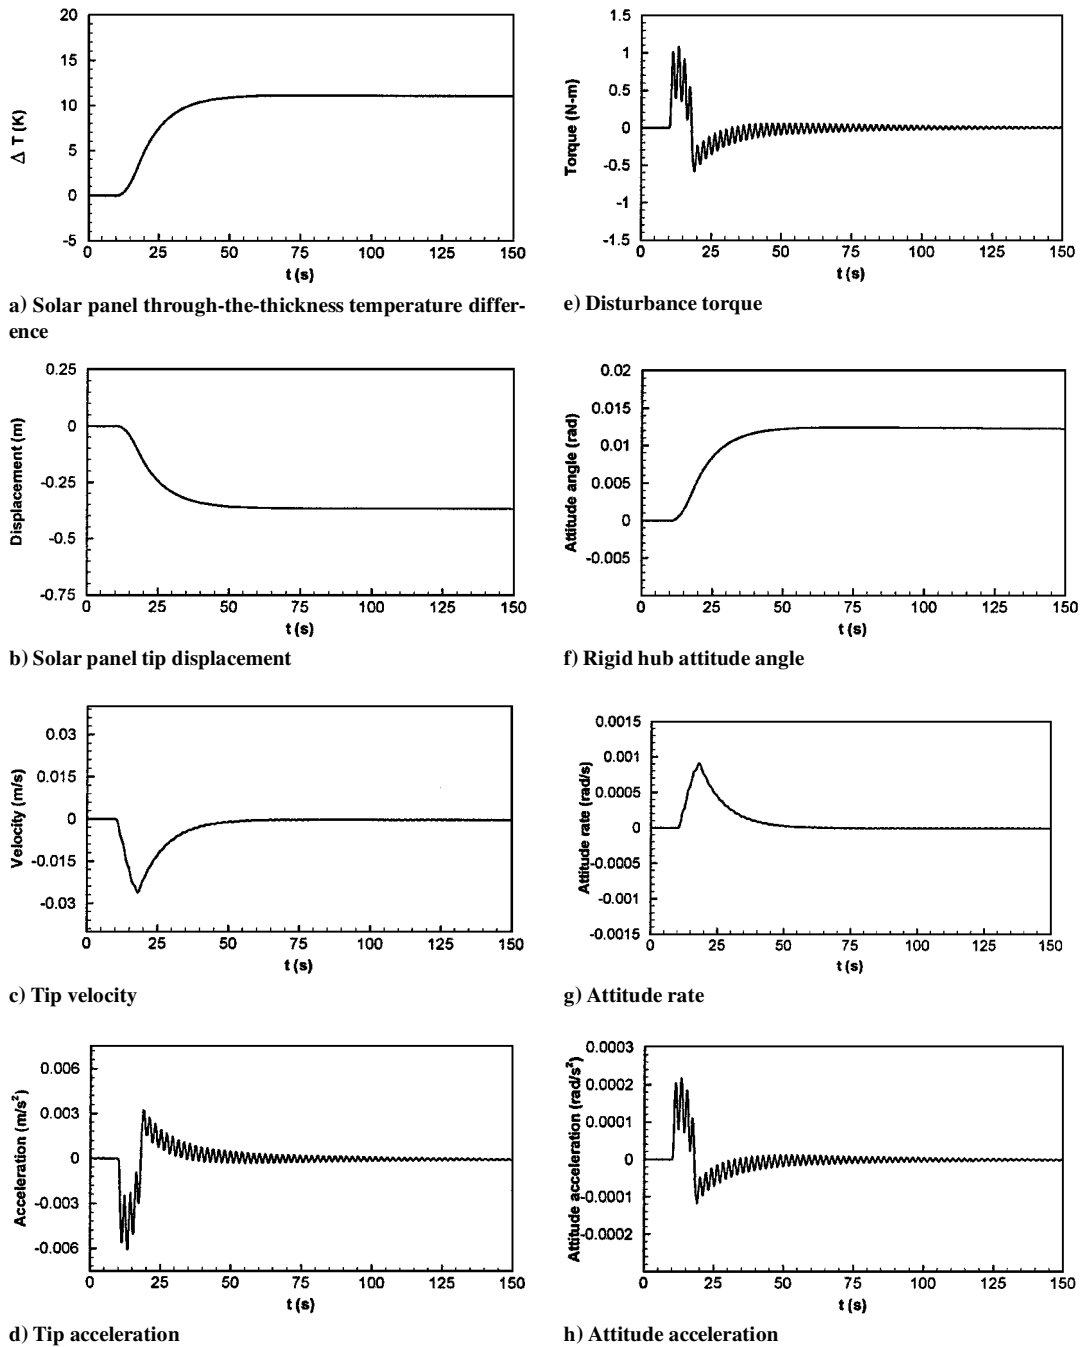 20
15
10
5
0
-5
Δ T (K)
0 25 50 75 100 125 150
t (s)
a) Solar panel through-the-thickness temperature differ-
ence
0.25
0
-0.25
-0.5
-0.75
Displacement (m)
0 25 50 75 100 125 150
t (s)
b) Solar panel tip displacement
0.03
0.015
0
-0.015
-0.03
Velocity (m/s)
0 25 50 75 100 125 150
t (s)
c) Tip velocity
0.006
0.003
0
-0.003
-0.006
Acceleration (m/s²)
0 25 50 75 100 125 150
t (s)
d) Tip acceleration
1.5
1
0.5
0
-0.5
-1
-1.5
Torque (N-m)
0 25 50 75 100 125 150
t (s)
e) Disturbance torque
0.02
0.015
0.01
0.005
0
-0.005
Attitude angle (rad)
0 25 50 75 100 125 150
t (s)
f) Rigid hub attitude angle
0.0015
0.001
0.0005
0
-0.0005
-0.001
-0.0015
Attitude rate (rad/s)
0 25 50 75 100 125 150
t (s)
g) Attitude rate
0.0003
0.0002
0.0001
0
-0.0001
-0.0002
Attitude acceleration (rad/s²)
0 25 50 75 100 125 150
t (s)
h) Attitude acceleration